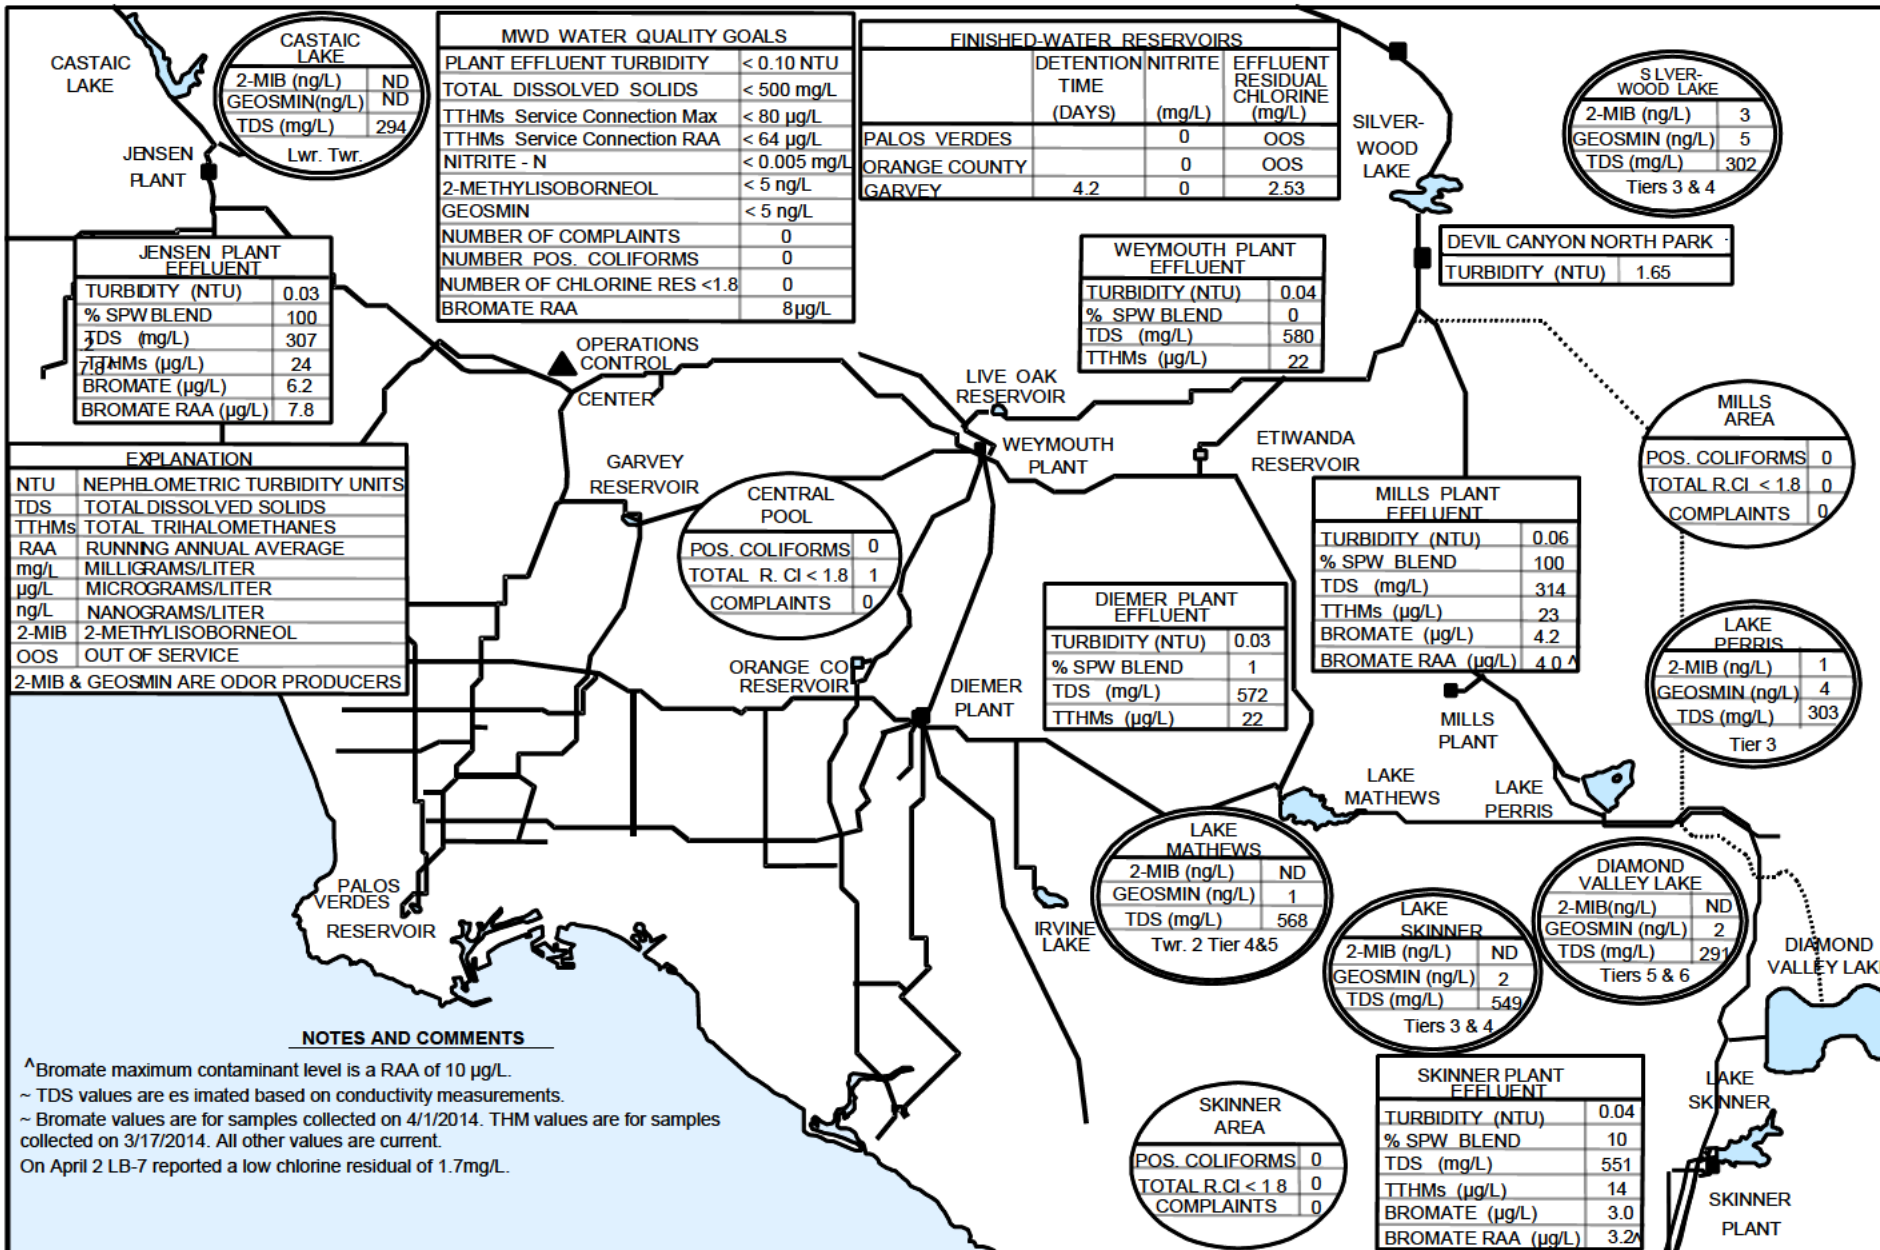 CASTAIC
LAKE
CASTAIC
LAKE
2-MIB (ng/L) ND
GEOSMIN(ng/L) ND
TDS (mg/L) 294
Lwr. Twr.
JENSEN
PLANT
MWD WATER QUALITY GOALS
PLANT EFFLUENT TURBIDITY < 0.10 NTU
TOTAL DISSOLVED SOLIDS < 500 mg/L
TTHMs Service Connection Max < 80 µg/L
TTHMs Service Connection RAA < 64 µg/L
NITRITE - N < 0.005 mg/L
2-METHYLISOBORNEOL < 5 ng/L
GEOSMIN < 5 ng/L
NUMBER OF COMPLAINTS 0
NUMBER POS. COLIFORMS 0
NUMBER OF CHLORINE RES <1.8 0
BROMATE RAA 8µg/L
FINISHED-WATER RESERVOIRS
DETENTION NITRITE EFFLUENT
TIME RESIDUAL
CHLORINE
(DAYS) (mg/L) (mg/L)
PALOS VERDES 0 OOS
ORANGE COUNTY 0 OOS
GARVEY 4.2 0 2.53
SILVER-
WOOD
LAKE
SILVER-
WOOD LAKE
2-MIB (ng/L) 3
GEOSMIN (ng/L) 5
TDS (mg/L) 302
Tiers 3 & 4
DEVIL CANYON NORTH PARK
TURBIDITY (NTU) 1.65
JENSEN PLANT
EFFLUENT
TURBIDITY (NTU) 0.03
% SPW BLEND 100
TDS (mg/L) 307
.2
TTHMs (µg/L) 24
7.8^
BROMATE (µg/L) 6.2
BROMATE RAA (µg/L) 7.8
WEYMOUTH PLANT
EFFLUENT
TURBIDITY (NTU) 0.04
% SPW BLEND 0
TDS (mg/L) 580
TTHMs (µg/L) 22
OPERATIONS
CONTROL
CENTER
LIVE OAK
RESERVOIR
WEYMOUTH
PLANT
ETIWANDA
RESERVOIR
MILLS
AREA
POS. COLIFORMS 0
TOTAL R.Cl < 1.8 0
COMPLAINTS 0
EXPLANATION
NTU NEPHELOMETRIC TURBIDITY UNITS
TDS TOTAL DISSOLVED SOLIDS
TTHMs TOTAL TRIHALOMETHANES
RAA RUNNING ANNUAL AVERAGE
mg/L MILLIGRAMS/LITER
µg/L MICROGRAMS/LITER
ng/L NANOGRAMS/LITER
2-MIB 2-METHYLISOBORNEOL
OOS OUT OF SERVICE
2-MIB & GEOSMIN ARE ODOR PRODUCERS
GARVEY
RESERVOIR
CENTRAL
POOL
POS. COLIFORMS 0
TOTAL R. Cl < 1.8 1
COMPLAINTS 0
MILLS PLANT
EFFLUENT
TURBIDITY (NTU) 0.06
% SPW BLEND 100
TDS (mg/L) 314
TTHMs (µg/L) 23
BROMATE (µg/L) 4.2
BROMATE RAA (µg/L) 4 0 ^
DIEMER PLANT
EFFLUENT
TURBIDITY (NTU) 0.03
% SPW BLEND 1
TDS (mg/L) 572
TTHMs (µg/L) 22
LAKE
PERRIS
2-MIB (ng/L) 1
GEOSMIN (ng/L) 4
TDS (mg/L) 303
Tier 3
ORANGE CO
RESERVOIR
DIEMER
PLANT
MILLS
PLANT
LAKE
MATHEWS
LAKE
PERRIS
LAKE
MATHEWS
2-MIB (ng/L) ND
GEOSMIN (ng/L) 1
TDS (mg/L) 568
Twr. 2 Tier 4&5
DIAMOND
VALLEY LAKE
2-MIB(ng/L) ND
GEOSMIN (ng/L) 2
TDS (mg/L) 291
Tiers 5 & 6
PALOS
VERDES
RESERVOIR
IRVINE
LAKE
LAKE
SKINNER
2-MIB (ng/L) ND
GEOSMIN (ng/L) 2
TDS (mg/L) 549
Tiers 3 & 4
DIAMOND
VALLEY LAKE
NOTES AND COMMENTS
^Bromate maximum contaminant level is a RAA of 10 µg/L.
~ TDS values are es imated based on conductivity measurements.
~ Bromate values are for samples collected on 4/1/2014. THM values are for samples
collected on 3/17/2014. All other values are current.
On April 2 LB-7 reported a low chlorine residual of 1.7mg/L.
SKINNER
AREA
POS. COLIFORMS 0
TOTAL R.Cl < 1 8 0
COMPLAINTS 0
SKINNER PLANT
EFFLUENT
TURBIDITY (NTU) 0.04
% SPW BLEND 10
TDS (mg/L) 551
TTHMs (µg/L) 14
BROMATE (µg/L) 3.0
BROMATE RAA (µg/L) 3.2^
LAKE
SKINNER
SKINNER
PLANT